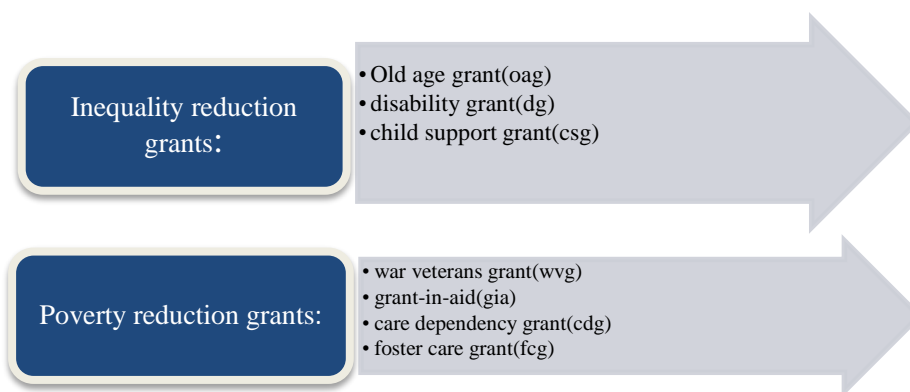 Inequality reduction
grants:
• Old age grant(oag)
• disability grant(dg)
• child support grant(csg)
Poverty reduction grants:
• war veterans grant(wvg)
• grant-in-aid(gia)
• care dependency grant(cdg)
• foster care grant(fcg)